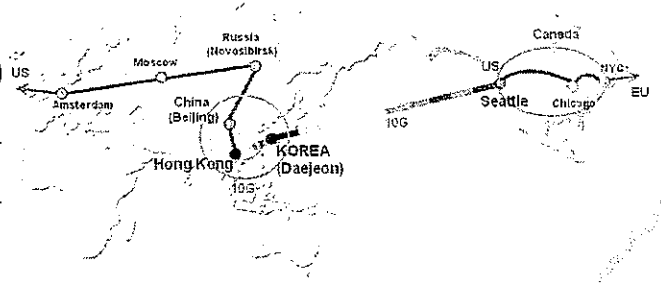 Russia
(Novosibirsk)
Moscow
US
Amsterdam
China
(Beijing)
Hong Kong
KOREA
(Daejeon)
10G
Canada
US
NYC
Seattle
Chicago
EU
10G